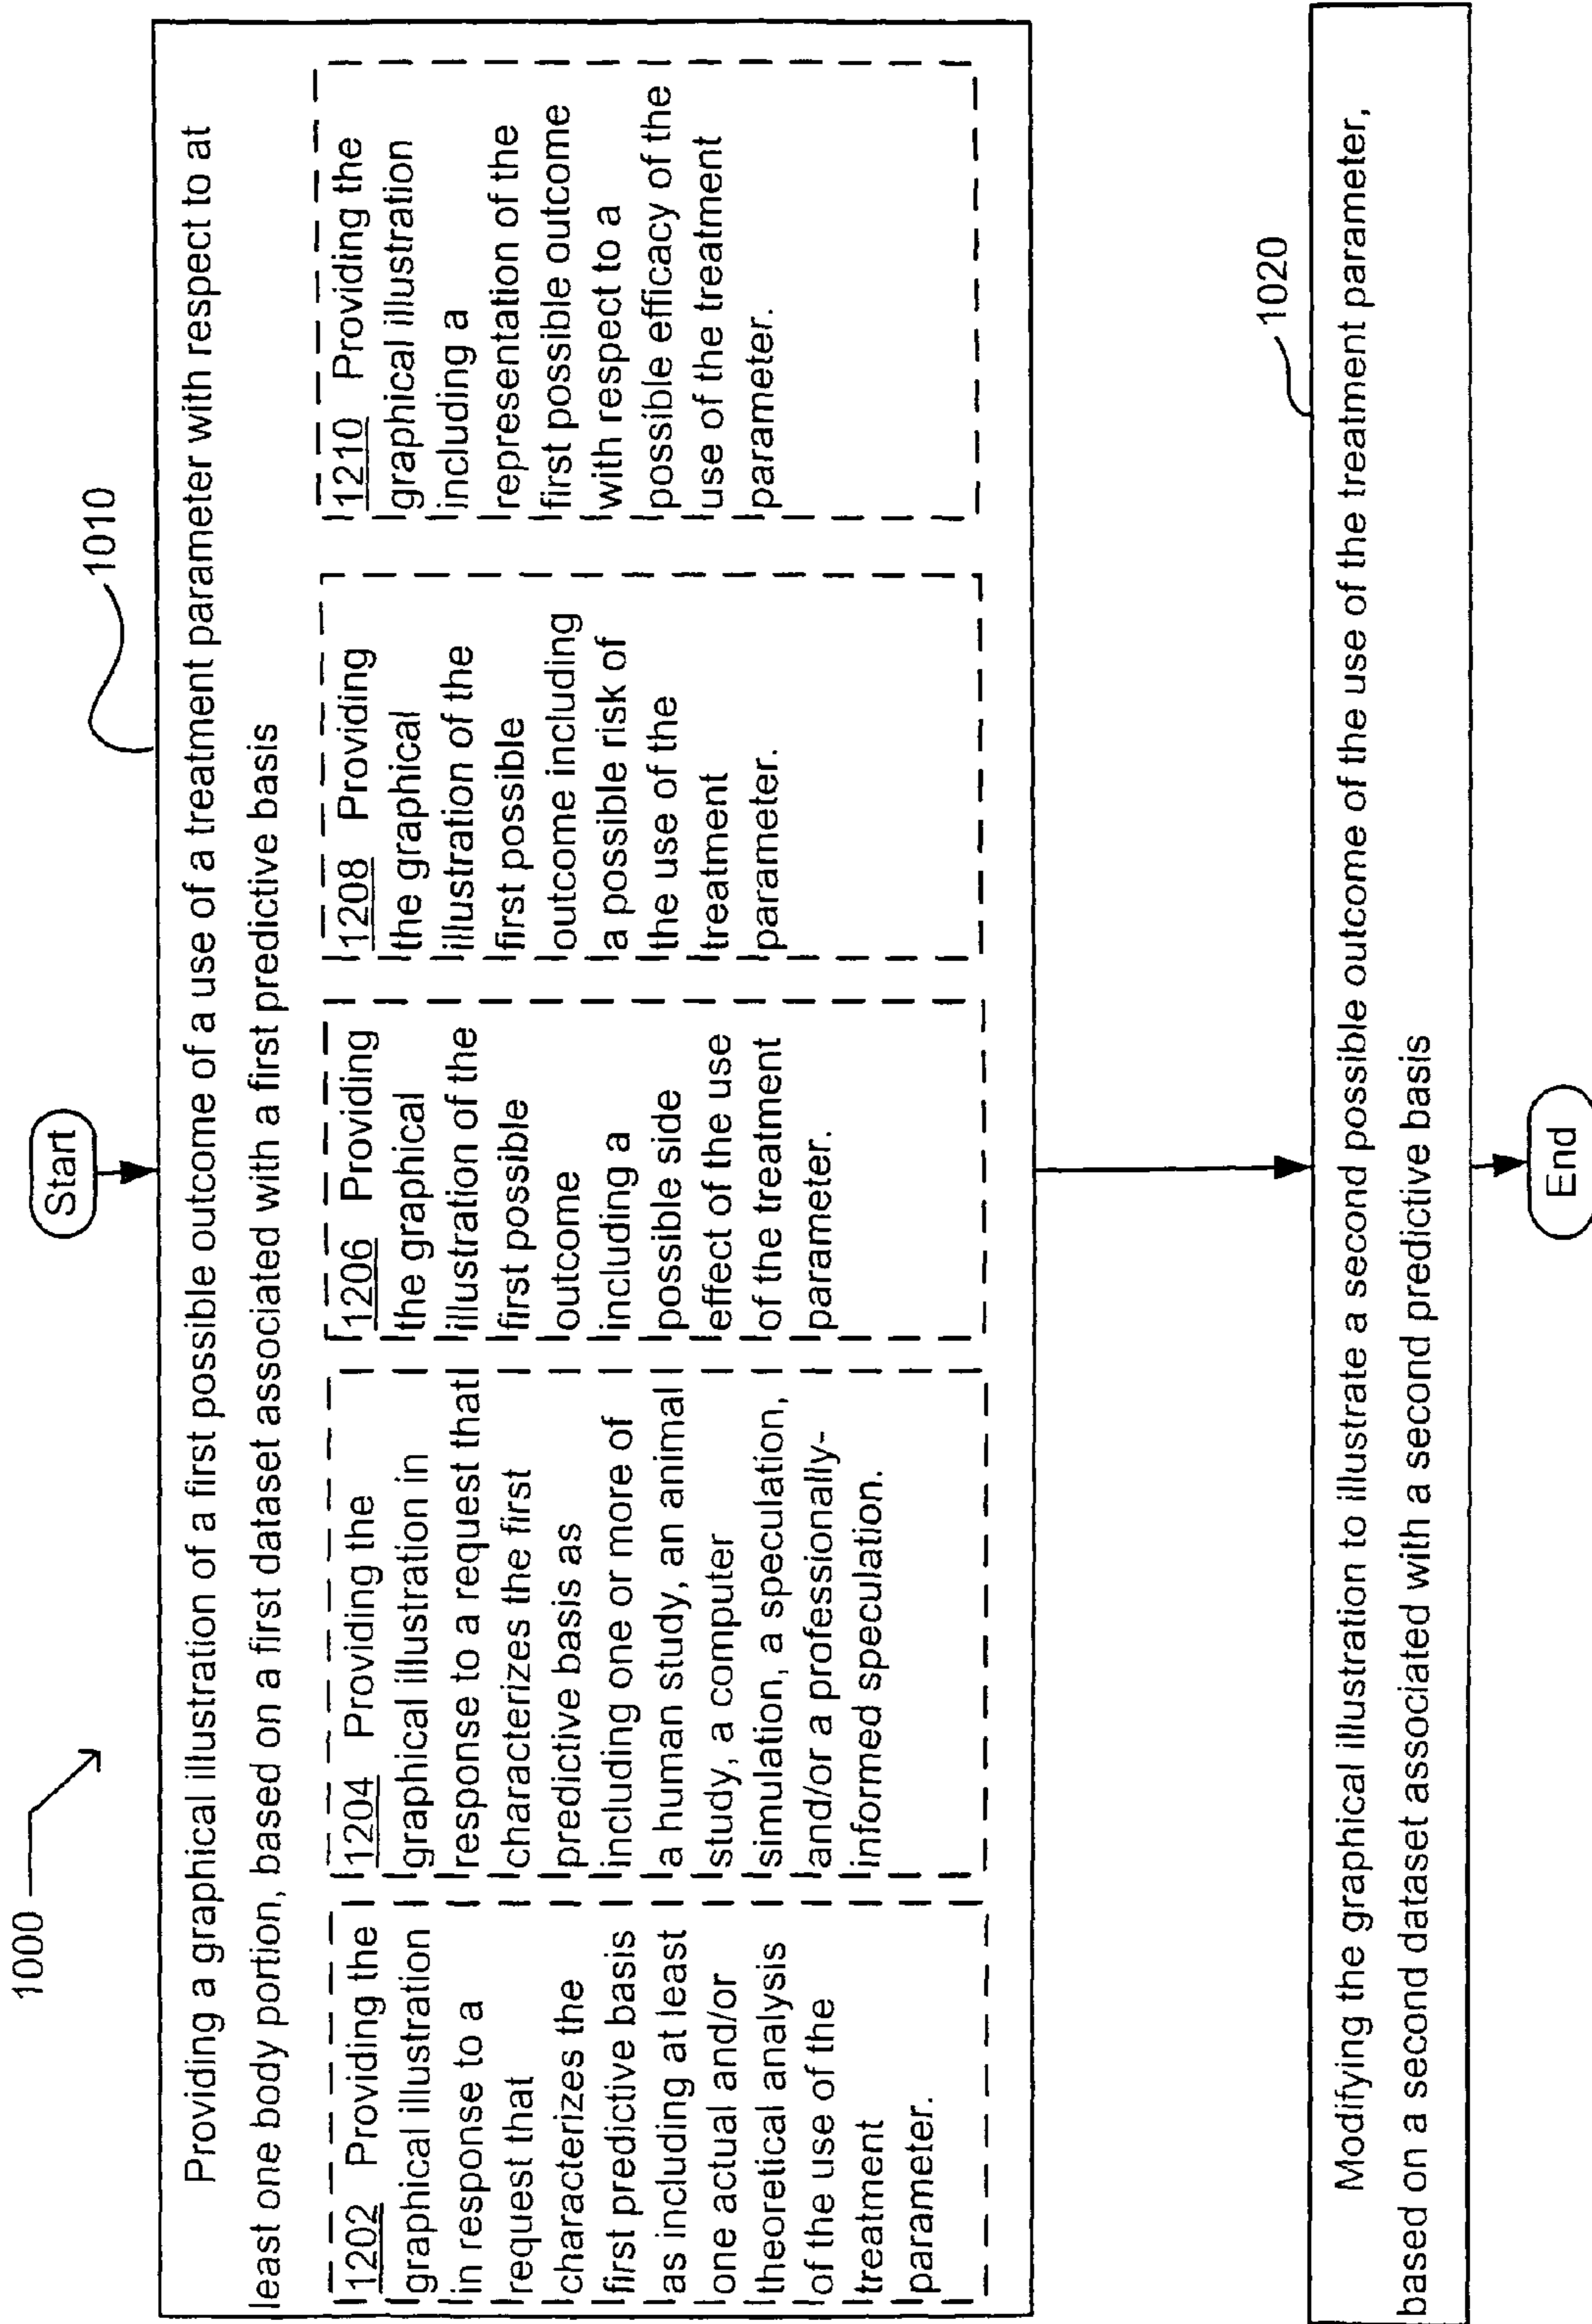 1000
Start
1010
Providing a graphical illustration of a first possible outcome of a use of a treatment parameter with respect to at
least one body portion, based on a first dataset associated with a first predictive basis
1202 Providing the
graphical illustration
in response to a
request that
characterizes the
first predictive basis
as including at least
one actual and/or
theoretical analysis
of the use of the
treatment
parameter.
1204 Providing the
graphical illustration in
response to a request that
characterizes the first
predictive basis as
including one or more of
a human study, an animal
study, a computer
simulation, a speculation,
and/or a professionally-
informed speculation.
1206 Providing
the graphical
illustration of the
first possible
outcome
including a
possible side
effect of the use
of the treatment
parameter.
1208 Providing
the graphical
illustration of the
first possible
outcome including
a possible risk of
the use of the
treatment
parameter.
1210 Providing the
graphical illustration
including a
representation of the
first possible outcome
with respect to a
possible efficacy of the
use of the treatment
parameter.
1020
Modifying the graphical illustration to illustrate a second possible outcome of the use of the treatment parameter,
based on a second dataset associated with a second predictive basis
End